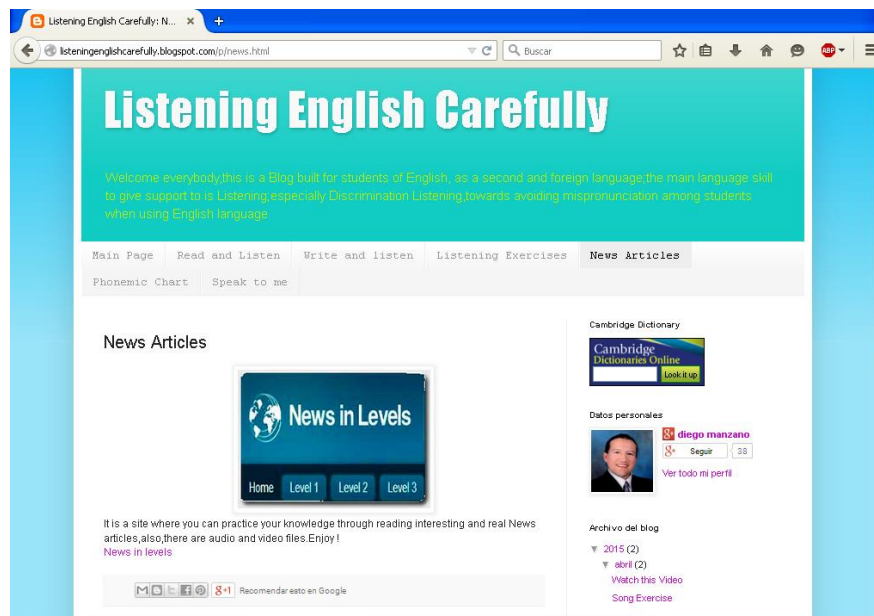 Listening English Carefully: N...
listeningenglishcarefully.blogspot.com/p/news.html
Buscar
ABP
Listening English Carefully
Welcome everybody,this is a Blog built for students of English, as a second and foreign language;the main language skill
to give support to is Listening;especially Discrimination Listening,towards avoiding mispronunciation among students
when using English language
Main Page Read and Listen Write and listen Listening Exercises News Articles
Phonemic Chart Speak to me
News Articles
News in Levels
Home Level 1 Level 2 Level 3
It is a site where you can practice your knowledge through reading interesting and real News
articles,also,there are audio and video files.Enjoy !
News in levels
g+1 Recomendar esto en Google
Cambridge Dictionary
Cambridge
Dictionaries Online
Look it up
Datos personales
diego manzano
Seguir 38
Ver todo mi perfil
Archivo del blog
▼ 2015 (2)
▼ abril (2)
Watch this Video
Song Exercise